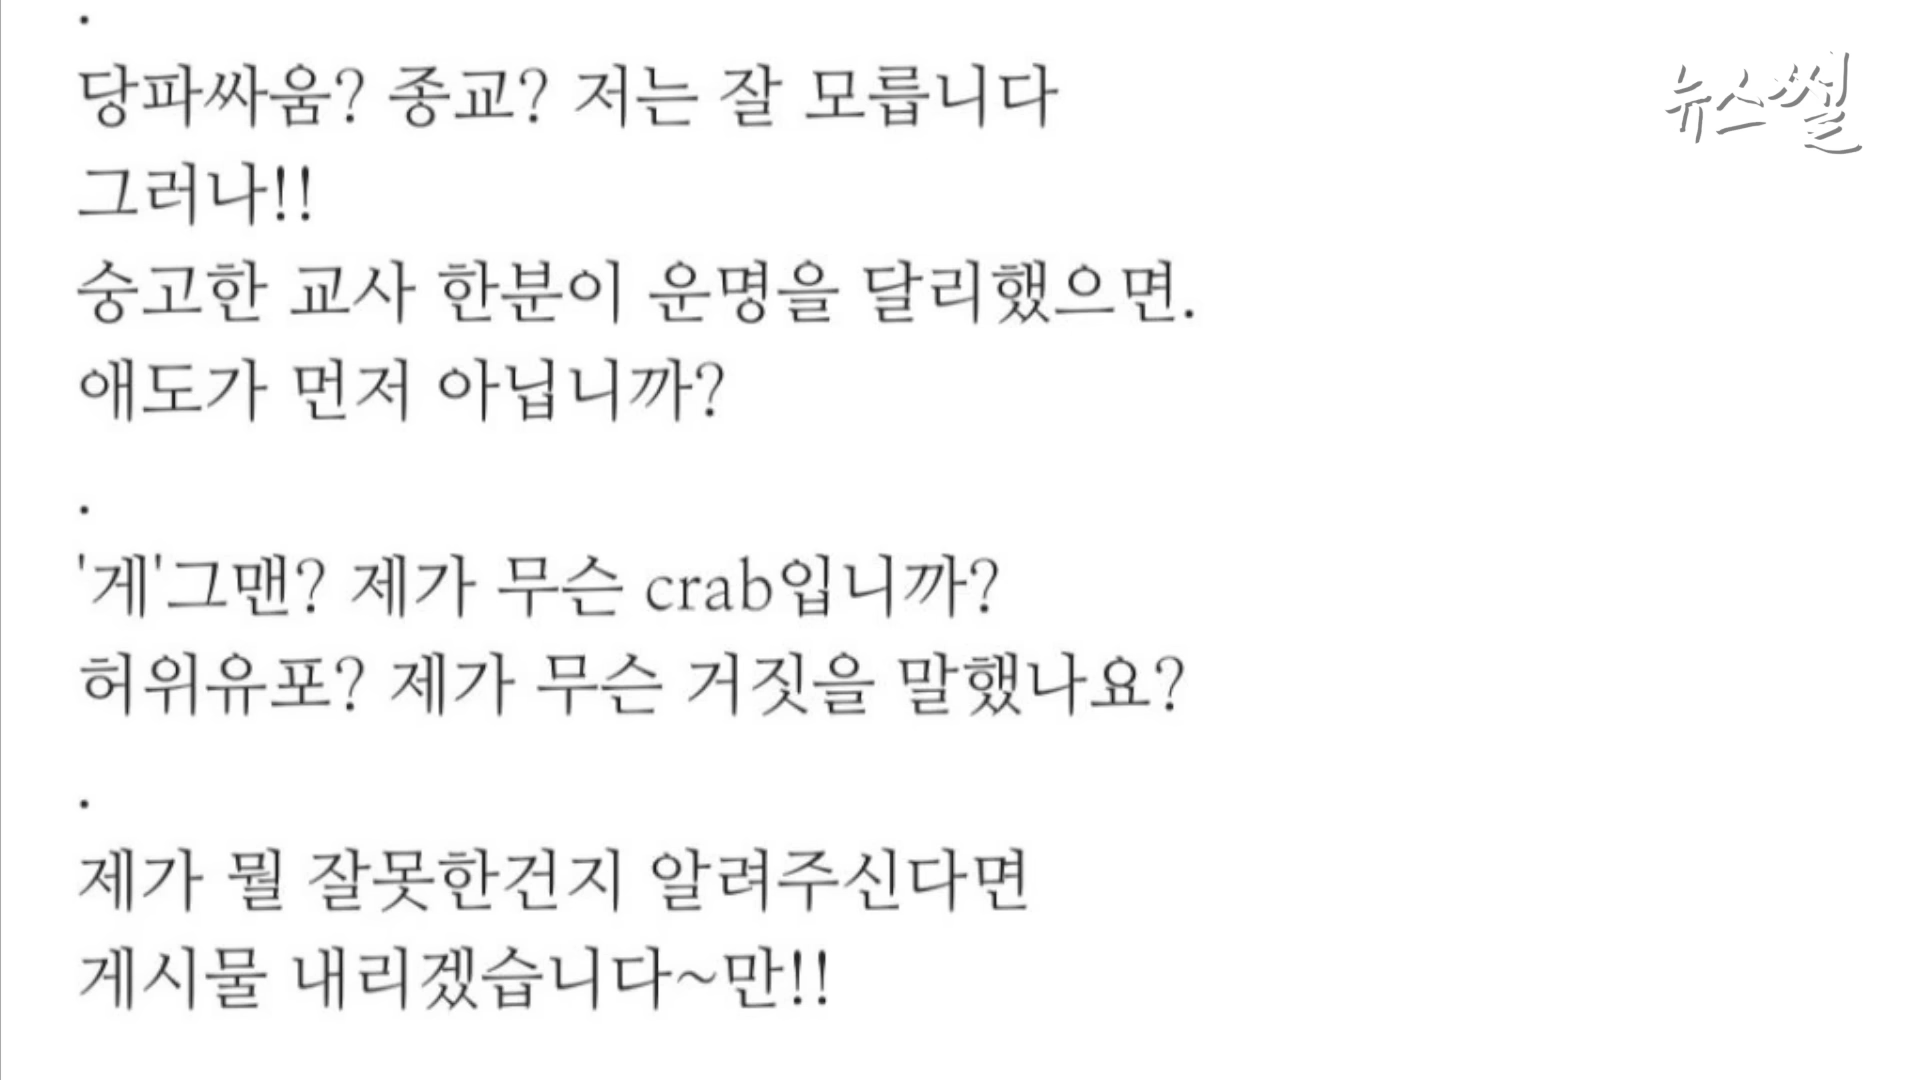 .
당파싸움? 종교? 저는 잘 모릅니다
뉴스썰
그러나!!
숭고한 교사 한분이 운명을 달리했으면.
애도가 먼저 아닙니까?
.
'게'그맨? 제가 무슨 crab입니까?
허위유포? 제가 무슨 거짓을 말했나요?
.
제가 뭘 잘못한건지 알려주신다면
게시물 내리겠습니다~만!!